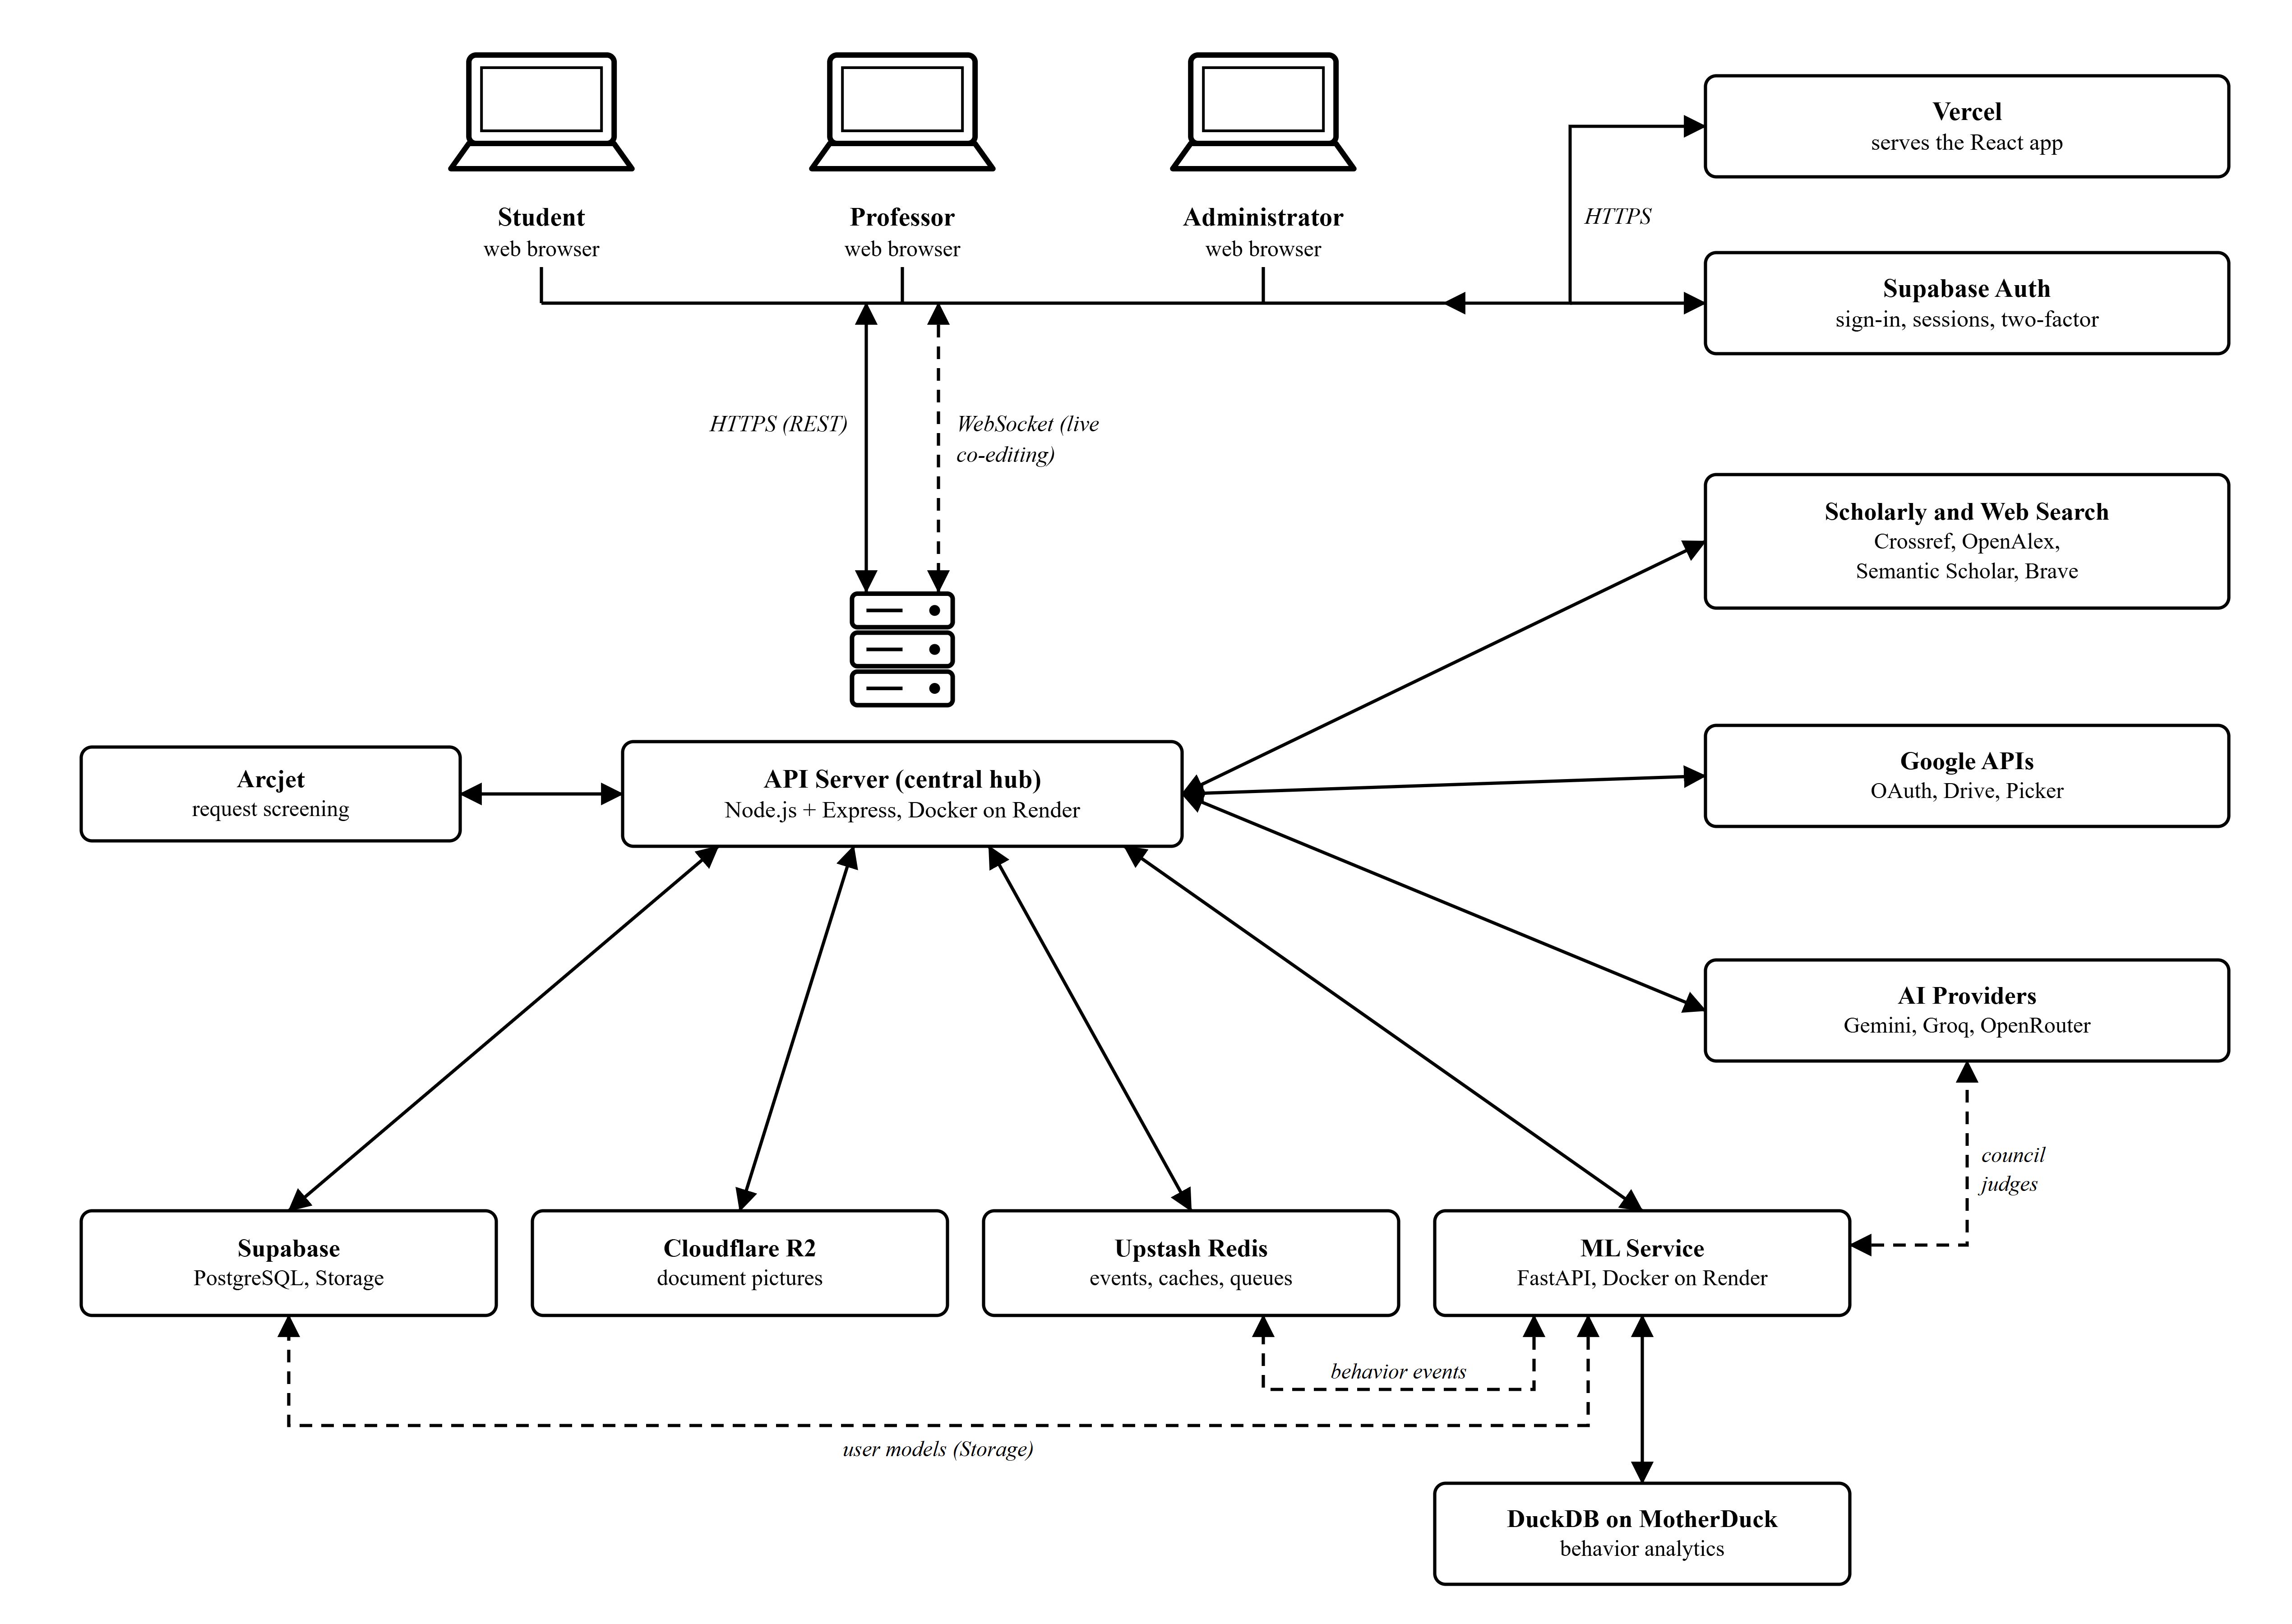 Student
web browser
Professor
web browser
Administrator
web browser
Vercel
serves the React app
HTTPS
Supabase Auth
sign-in, sessions, two-factor
HTTPS (REST)
WebSocket (live
co-editing)
Scholarly and Web Search
Crossref, OpenAlex,
Semantic Scholar, Brave
Arcjet
request screening
API Server (central hub)
Node.js + Express, Docker on Render
Google APIs
OAuth, Drive, Picker
AI Providers
Gemini, Groq, OpenRouter
council
judges
Supabase
PostgreSQL, Storage
Cloudflare R2
document pictures
Upstash Redis
events, caches, queues
ML Service
FastAPI, Docker on Render
behavior events
user models (Storage)
DuckDB on MotherDuck
behavior analytics